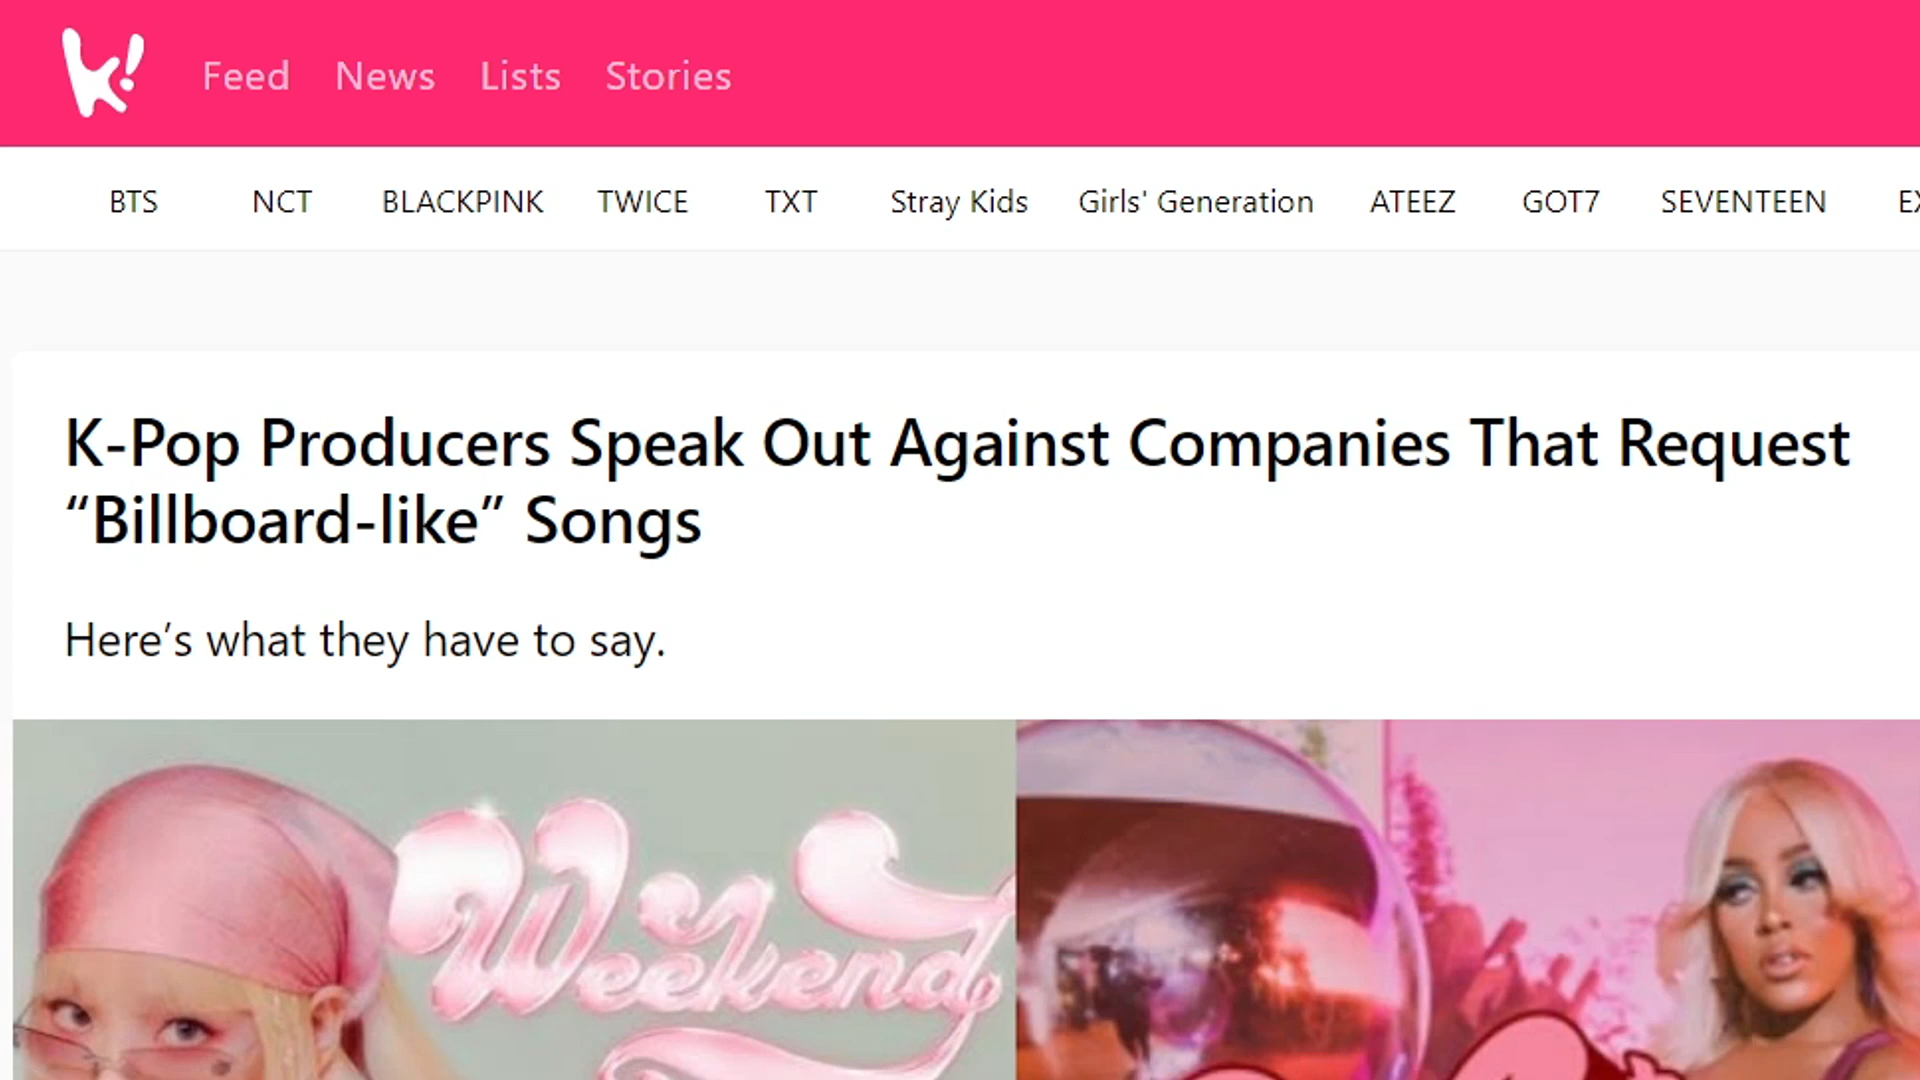 k!
Feed News Lists Stories
BTS NCT BLACKPINK TWICE TXT Stray Kids Girls' Generation ATEEZ GOT7 SEVENTEEN
K-Pop Producers Speak Out Against Companies That Request
“Billboard-like” Songs
Here’s what they have to say.
Weekend